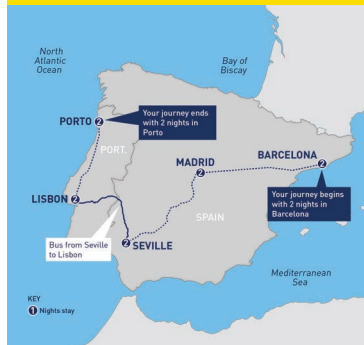 North
Atlantic
Ocean
Bay of
Biscay
PORTO
2
Your journey ends
with 2 nights in
Porto
PORT.
MADRID
2
BARCELONA
2
Your journey begins
with 2 nights in
Barcelona
LISBON
2
SPAIN
Bus from Seville
to Lisbon
2
SEVILLE
Mediterranean
Sea
KEY
1 Nights stay